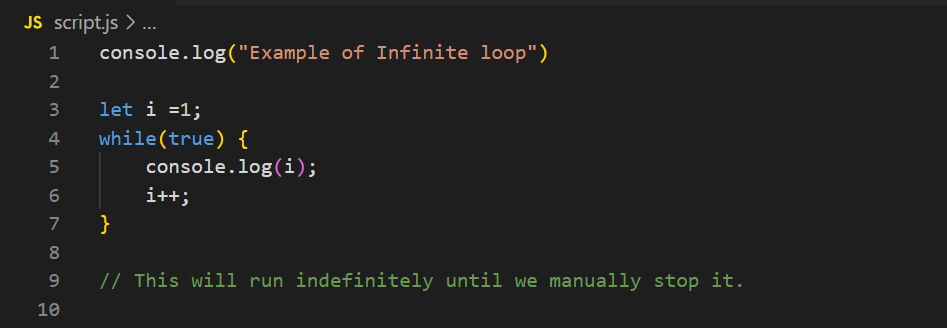 JS script.js > ...
1 console.log("Example of Infinite loop")
2
3 let i =1;
4 while(true) {
5     console.log(i);
6     i++;
7 }
8
9 // This will run indefinitely until we manually stop it.
10